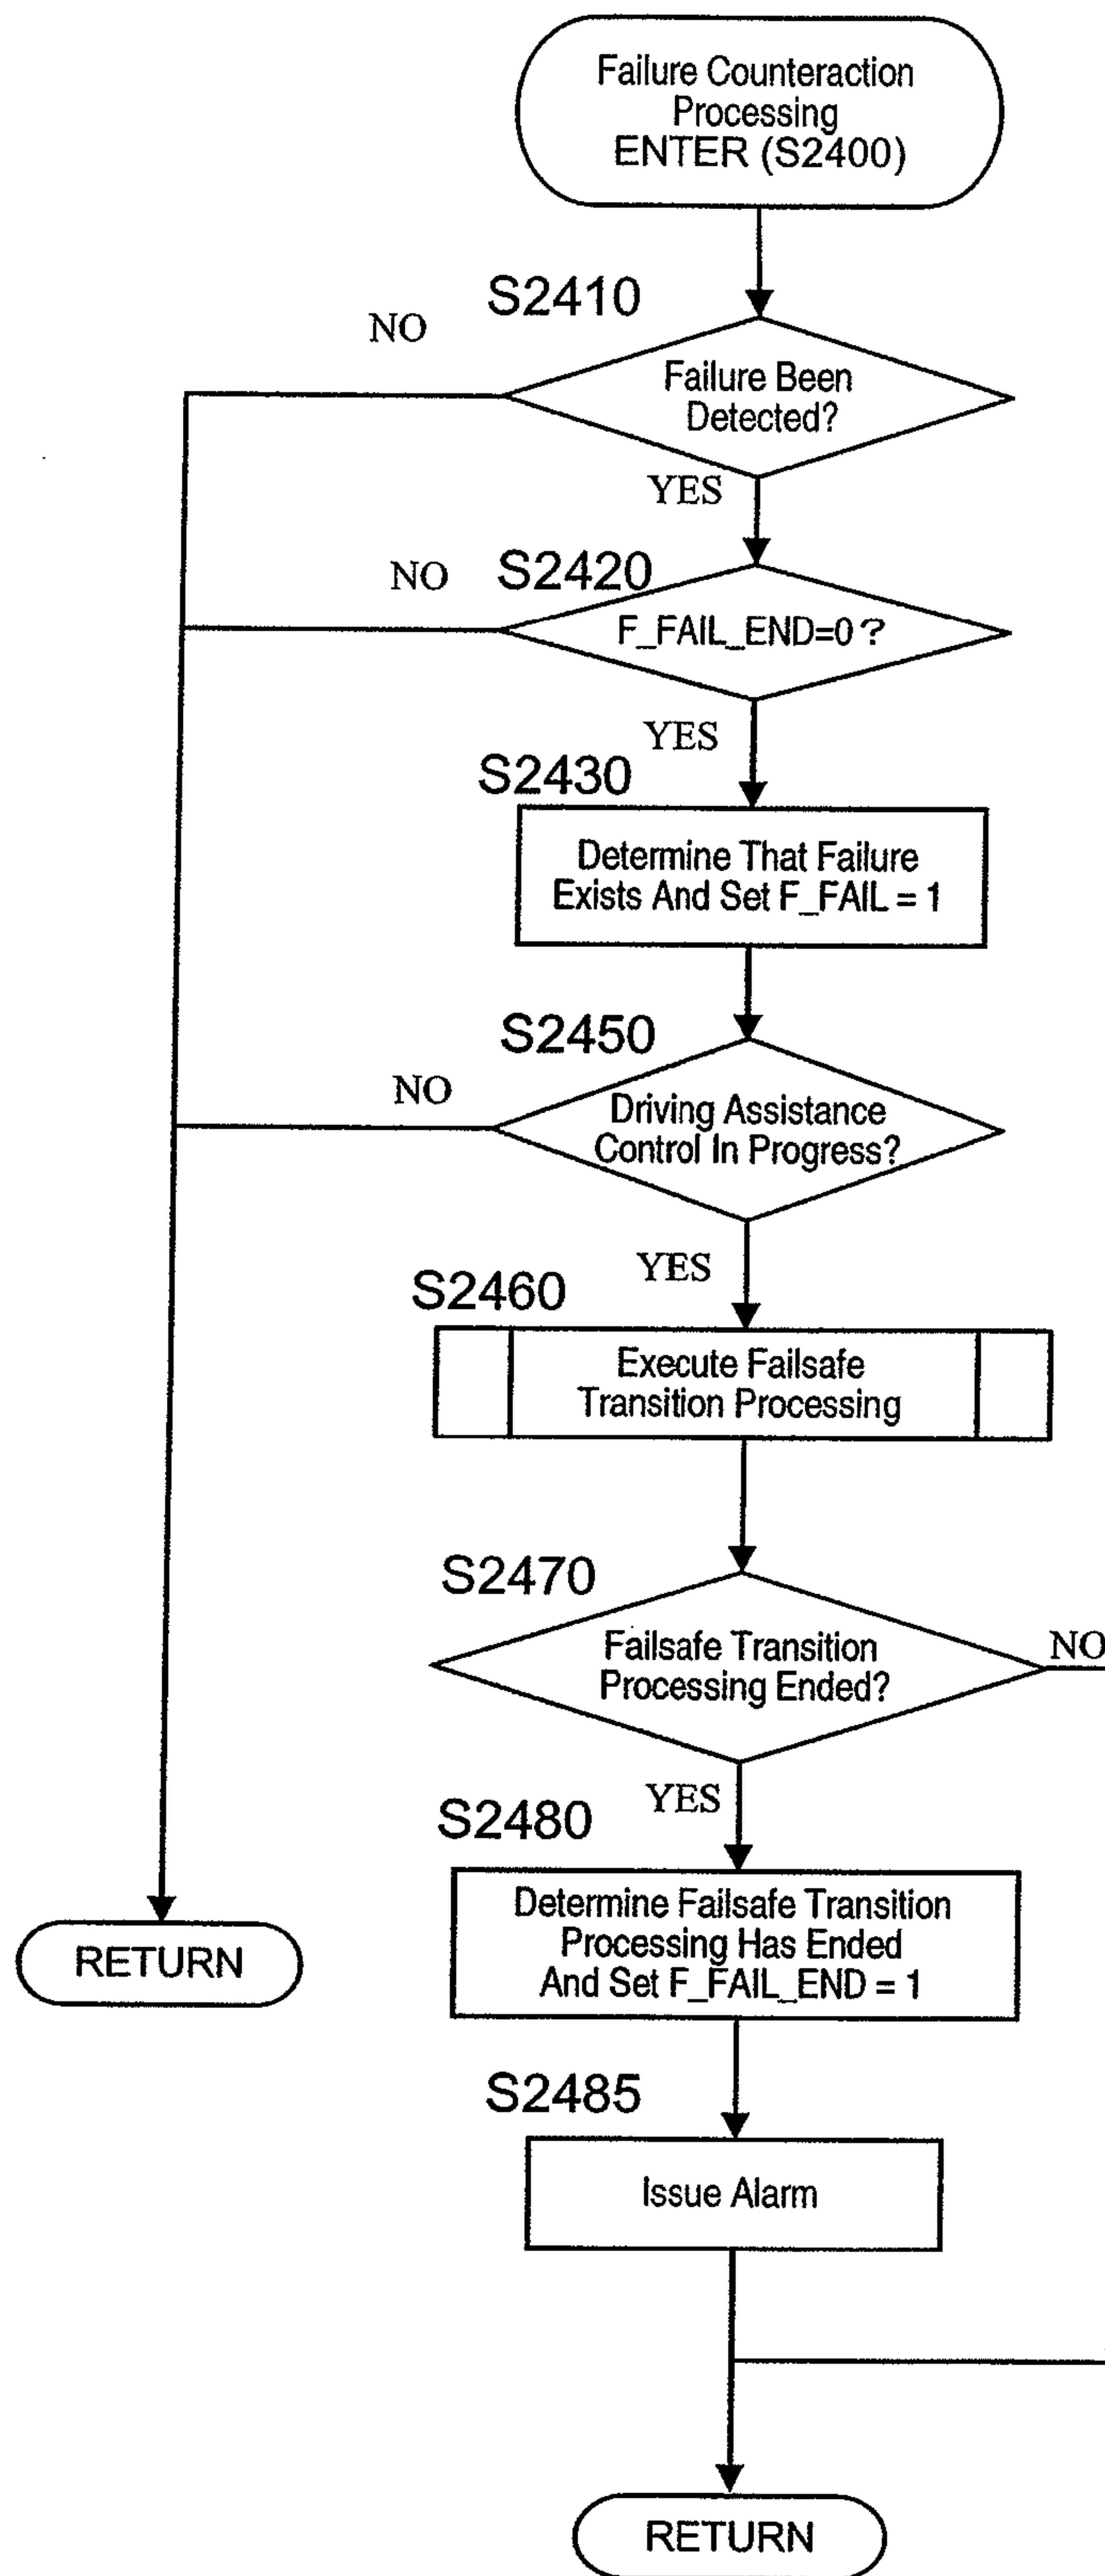 Failure Counteraction
Processing
ENTER (S2400)
S2410
NO
Failure Been
Detected?
YES
S2420
NO
F_FAIL_END=0?
YES
S2430
Determine That Failure
Exists And Set F_FAIL = 1
S2450
NO
Driving Assistance
Control In Progress?
YES
S2460
Execute Failsafe
Transition Processing
S2470
Failsafe Transition
Processing Ended?
NO
YES
S2480
Determine Failsafe Transition
Processing Has Ended
And Set F_FAIL_END = 1
RETURN
S2485
Issue Alarm
RETURN